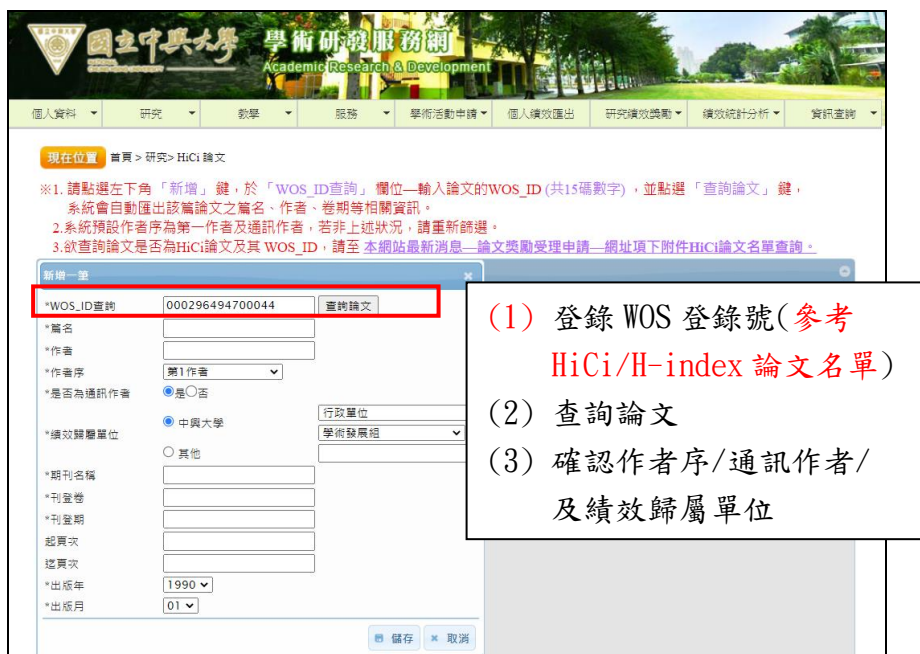 國立中興大學 學術研發服務網
Academic Research & Development
個人資料 研究 教學 服務 學術活動申請 個人績效匯出 研究績效獎勵 績效統計分析 資訊查詢
現在位置 首頁 > 研究> HiCi 論文
※1. 請點選左下角「新增」鍵，於「WOS_ID查詢」欄位—輸入論文的WOS_ID (共15碼數字)，並點選「查詢論文」鍵，
系統會自動匯出該篇論文之篇名、作者、卷期等相關資訊。
2.系統預設作者序為第一作者及通訊作者，若非上述狀況，請重新篩選。
3.欲查詢論文是否為HiCi論文及其 WOS_ID，請至 本網站最新消息—論文獎勵受理申請—網址項下附件HiCi論文名單查詢。
新增一筆
*WOS_ID查詢 000296494700044 查詢論文
*篇名
*作者
*作者序 第1作者
*是否為通訊作者 是 否
*績效歸屬單位 中興大學 行政單位
學術發展組
其他
*期刊名稱
*刊登卷
*刊登期
起頁次
迄頁次
*出版年 1990
*出版月 01
儲存 取消
(1) 登錄 WOS 登錄號(參考
HiCi/H-index 論文名單)
(2) 查詢論文
(3) 確認作者序/通訊作者/
及績效歸屬單位